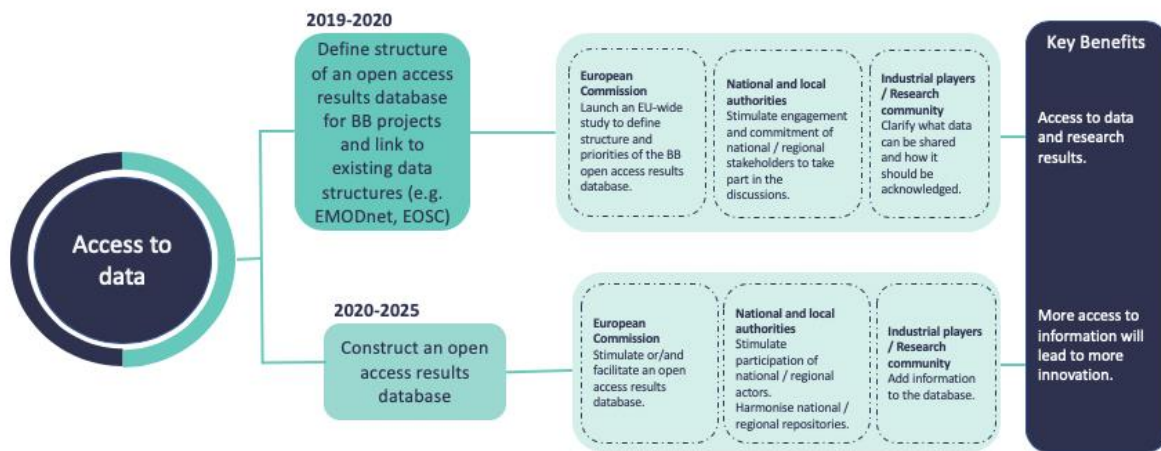 Access to
data
2019-2020
Define structure
of an open access
results database
for BB projects
and link to
existing data
structures (e.g.
EMODnet, EOSC)
European
Commission
Launch an EU-wide
study to define
structure and
priorities of the BB
open access results
database.
National and local
authorities
Stimulate engagement
and commitment of
national / regional
stakeholders to take
part in the
discussions.
Industrial players
/ Research
community
Clarify what data
can be shared
and how it
should be
acknowledged.
2020-2025
Construct an open
access results
database
European
Commission
Stimulate or/and
facilitate an open
access results
database.
National and local
authorities
Stimulate
participation of
national / regional
actors.
Harmonise national /
regional repositories.
Industrial players
/ Research
community
Add information
to the database.
Key Benefits
Access to data
and research
results.
More access to
information will
lead to more
innovation.